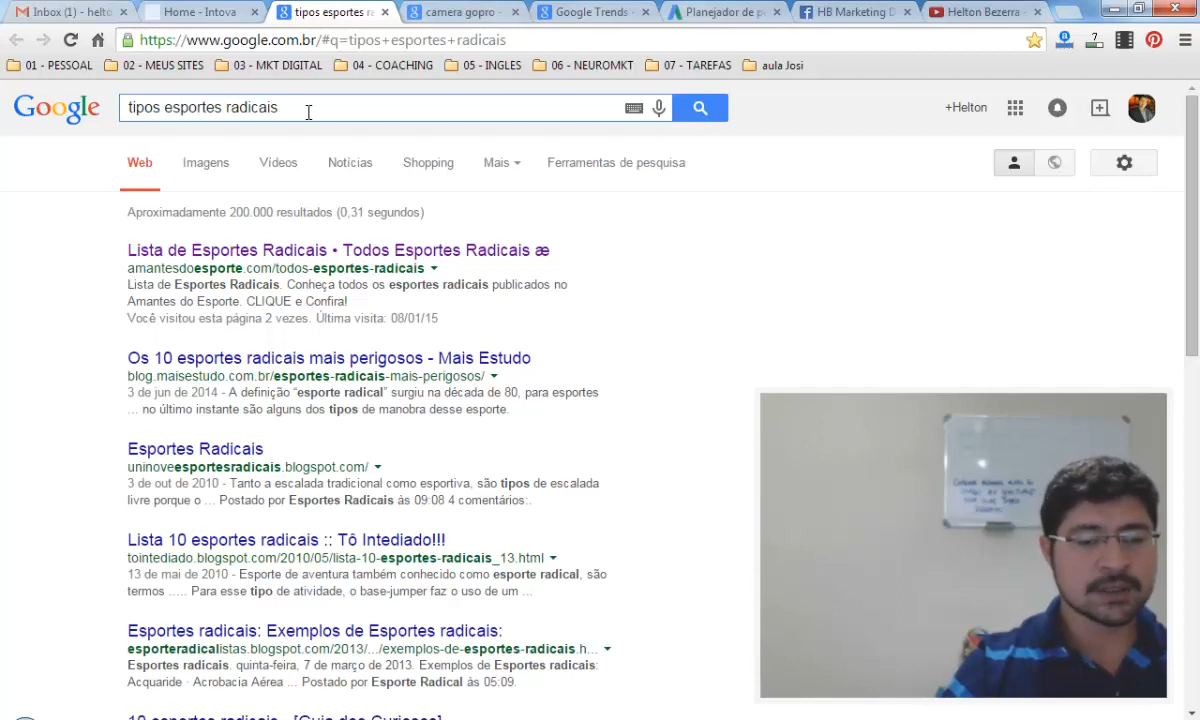 Inbox (1) - helto
Home - Intova
tipos esportes ra
camera gopro -
Google Trends -
Planejador de p
HB Marketing D
Helton Bezerra -
https://www.google.com.br/#q=tipos+esportes+radicais
01 - PESSOAL
02 - MEUS SITES
03 - MKT DIGITAL
04 - COACHING
05 - INGLES
06 - NEUROMKT
07 - TAREFAS
aula Josi
Google
tipos esportes radicais
+Helton
Web
Imagens
Vídeos
Notícias
Shopping
Mais
Ferramentas de pesquisa
Aproximadamente 200.000 resultados (0,31 segundos)
Lista de Esportes Radicais • Todos Esportes Radicais æ
amantesdoesporte.com/todos-esportes-radicais
Lista de Esportes Radicais. Conheça todos os esportes radicais publicados no
Amantes do Esporte. CLIQUE e Confira!
Você visitou esta página 2 vezes. Última visita: 08/01/15
Os 10 esportes radicais mais perigosos - Mais Estudo
blog.maisestudo.com.br/esportes-radicais-mais-perigosos/
3 de jun de 2014 - A definição “esporte radical” surgiu na década de 80, para esportes
... no último instante são alguns dos tipos de manobra desse esporte.
Esportes Radicais
uninoveesportesradicais.blogspot.com/
3 de out de 2010 - Tanto a escalada tradicional como esportiva, são tipos de escalada
livre porque o ... Postado por Esportes Radicais às 09:08 4 comentários:.
Lista 10 esportes radicais :: Tô Intediado!!!
tointediado.blogspot.com/2010/05/lista-10-esportes-radicais_13.html
13 de mai de 2010 - Esporte de aventura também conhecido como esporte radical, são
termos ..... Para esse tipo de atividade, o base-jumper faz o uso de um ...
Esportes radicais: Exemplos de Esportes radicais:
esporteradicalistas.blogspot.com/2013/.../exemplos-de-esportes-radicais.h...
Esportes radicais. quinta-feira, 7 de março de 2013. Exemplos de Esportes radicais:
Acquaride · Acrobacia Aérea ... Postado por Esporte Radical às 05:09.
10 esportes radicais - [Guia dos Curiosos]